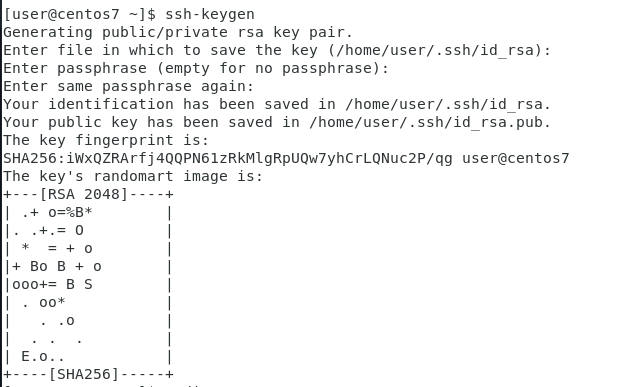 [user@centos7 ~]$ ssh-keygen
Generating public/private rsa key pair.
Enter file in which to save the key (/home/user/.ssh/id_rsa):
Enter passphrase (empty for no passphrase):
Enter same passphrase again:
Your identification has been saved in /home/user/.ssh/id_rsa.
Your public key has been saved in /home/user/.ssh/id_rsa.pub.
The key fingerprint is:
SHA256:iWxQZRArfj4QQPN61zRkMlgRpUQw7yhCrLQNuc2P/qg user@centos7
The key's randomart image is:
+---[RSA 2048]----+
| .+ o=%B*        |
|. .+.= O         |
| *  = + o        |
|+ Bo B + o       |
|ooo+= B S        |
| . oo*           |
|   . .o          |
|  . .  .         |
| E.o..           |
+----[SHA256]-----+